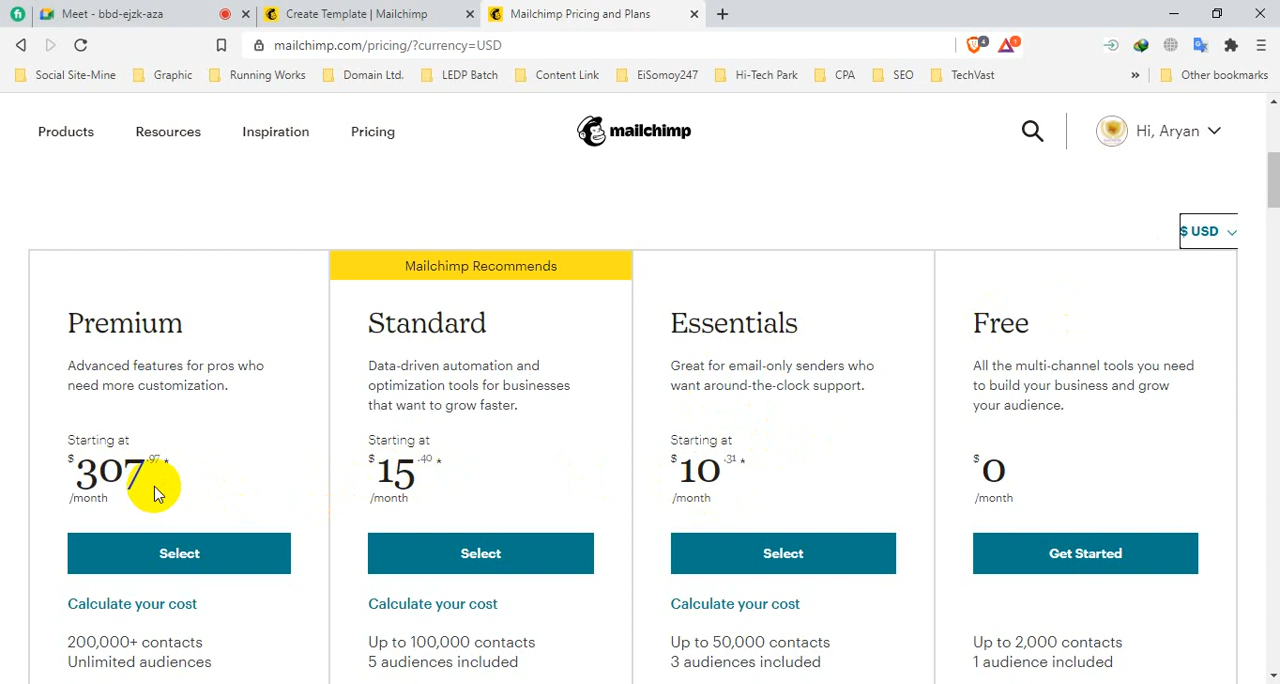 Meet - bbd-ejzk-aza
Create Template | Mailchimp
Mailchimp Pricing and Plans
mailchimp.com/pricing/?currency=USD
4
1
Social Site-Mine
Graphic
Running Works
Domain Ltd.
LEDP Batch
Content Link
EiSomoy247
Hi-Tech Park
CPA
SEO
TechVast
»
Other bookmarks
Products
Resources
Inspiration
Pricing
mailchimp
Hi, Aryan
$ USD
Premium
Advanced features for pros who
need more customization.
Starting at
$307.97*
/month
Select
Calculate your cost
200,000+ contacts
Unlimited audiences
Mailchimp Recommends
Standard
Data-driven automation and
optimization tools for businesses
that want to grow faster.
Starting at
$15.40*
/month
Select
Calculate your cost
Up to 100,000 contacts
5 audiences included
Essentials
Great for email-only senders who
want around-the-clock support.
Starting at
$10.31*
/month
Select
Calculate your cost
Up to 50,000 contacts
3 audiences included
Free
All the multi-channel tools you need
to build your business and grow
your audience.
$0
/month
Get Started
Up to 2,000 contacts
1 audience included